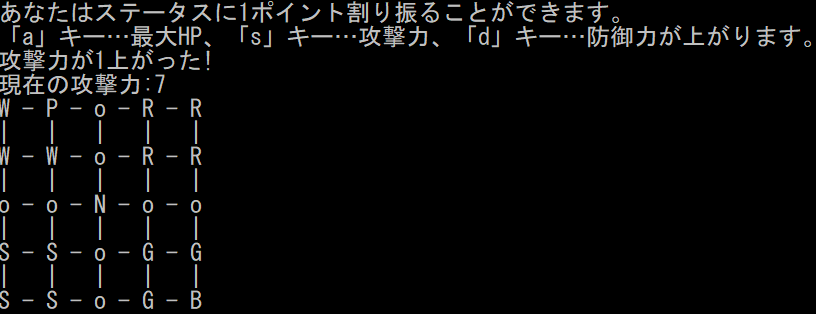 あなたはステータスに1ポイント割り振ることができます。
「a」キー…最大HP、「s」キー…攻撃力、「d」キー…防御力が上がります。
攻撃力が1上がった!
現在の攻撃力:7
W - P - o - R - R
|   |   |   |   |
W - W - o - R - R
|   |   |   |   |
o - o - N - o - o
|   |   |   |   |
S - S - o - G - G
|   |   |   |   |
S - S - o - G - B